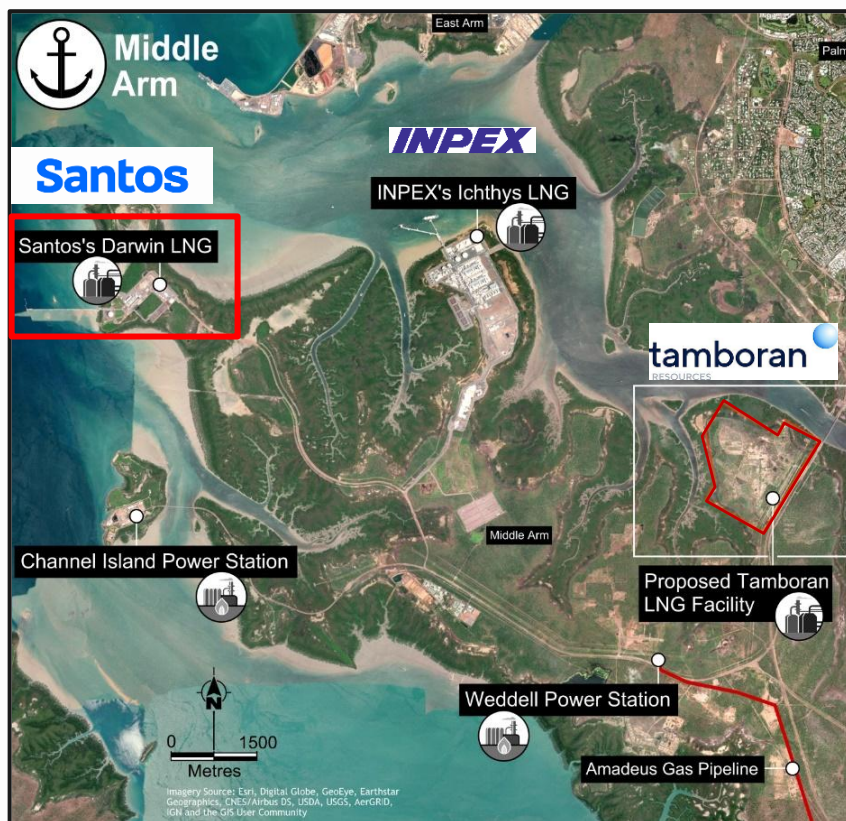 East Arm
Middle
Arm
Palm
INPEX
Santos
INPEX's Ichthys LNG
Santos's Darwin LNG
tamboran
RESOURCES
Middle Arm
Channel Island Power Station
Proposed Tamboran
LNG Facility
Weddell Power Station
N
0 1500
Metres
Amadeus Gas Pipeline
Imagery Source: Esri, Digital Globe, GeoEye, Earthstar
Geographics, CNES/Airbus DS, USDA, USGS, AerGRID,
IGN and the GIS User Community